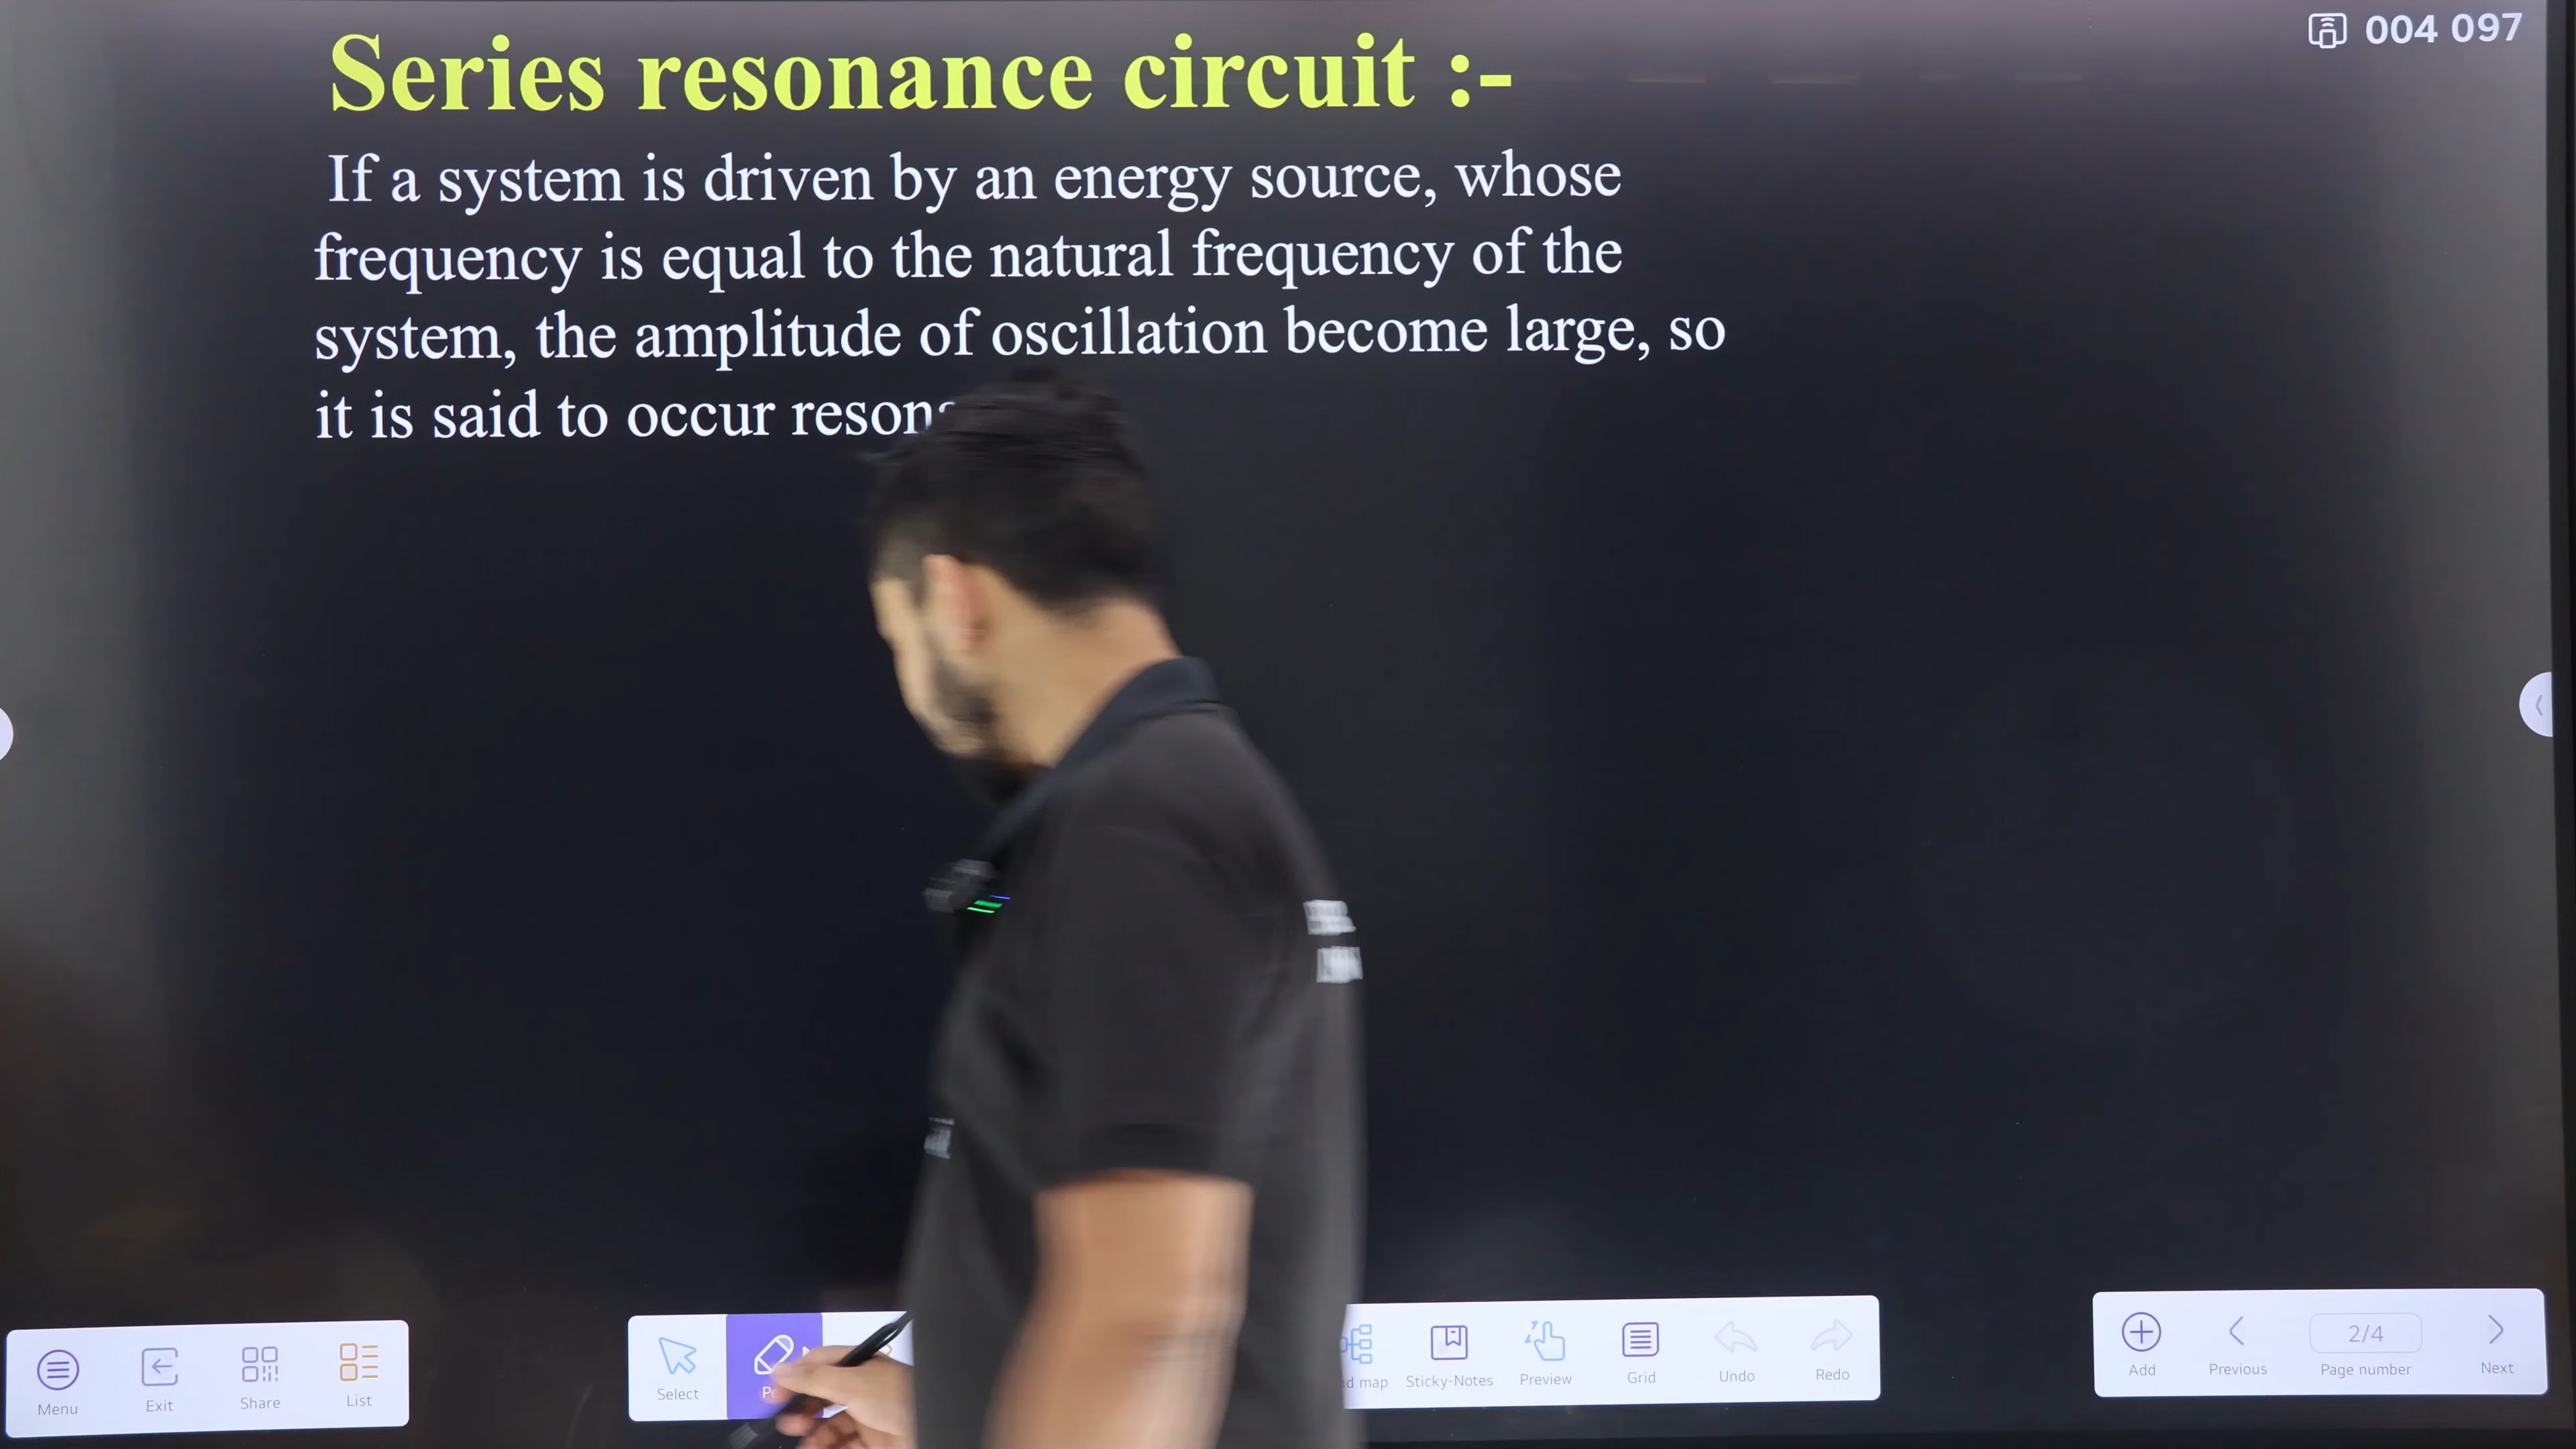 Series resonance circuit :-
004 097
If a system is driven by an energy source, whose
frequency is equal to the natural frequency of the
system, the amplitude of oscillation become large, so
it is said to occur
Menu
Exit
Share
List
Select
map
Sticky-Notes
Preview
Grid
Undo
Redo
Add
Previous
2/4
Page number
Next